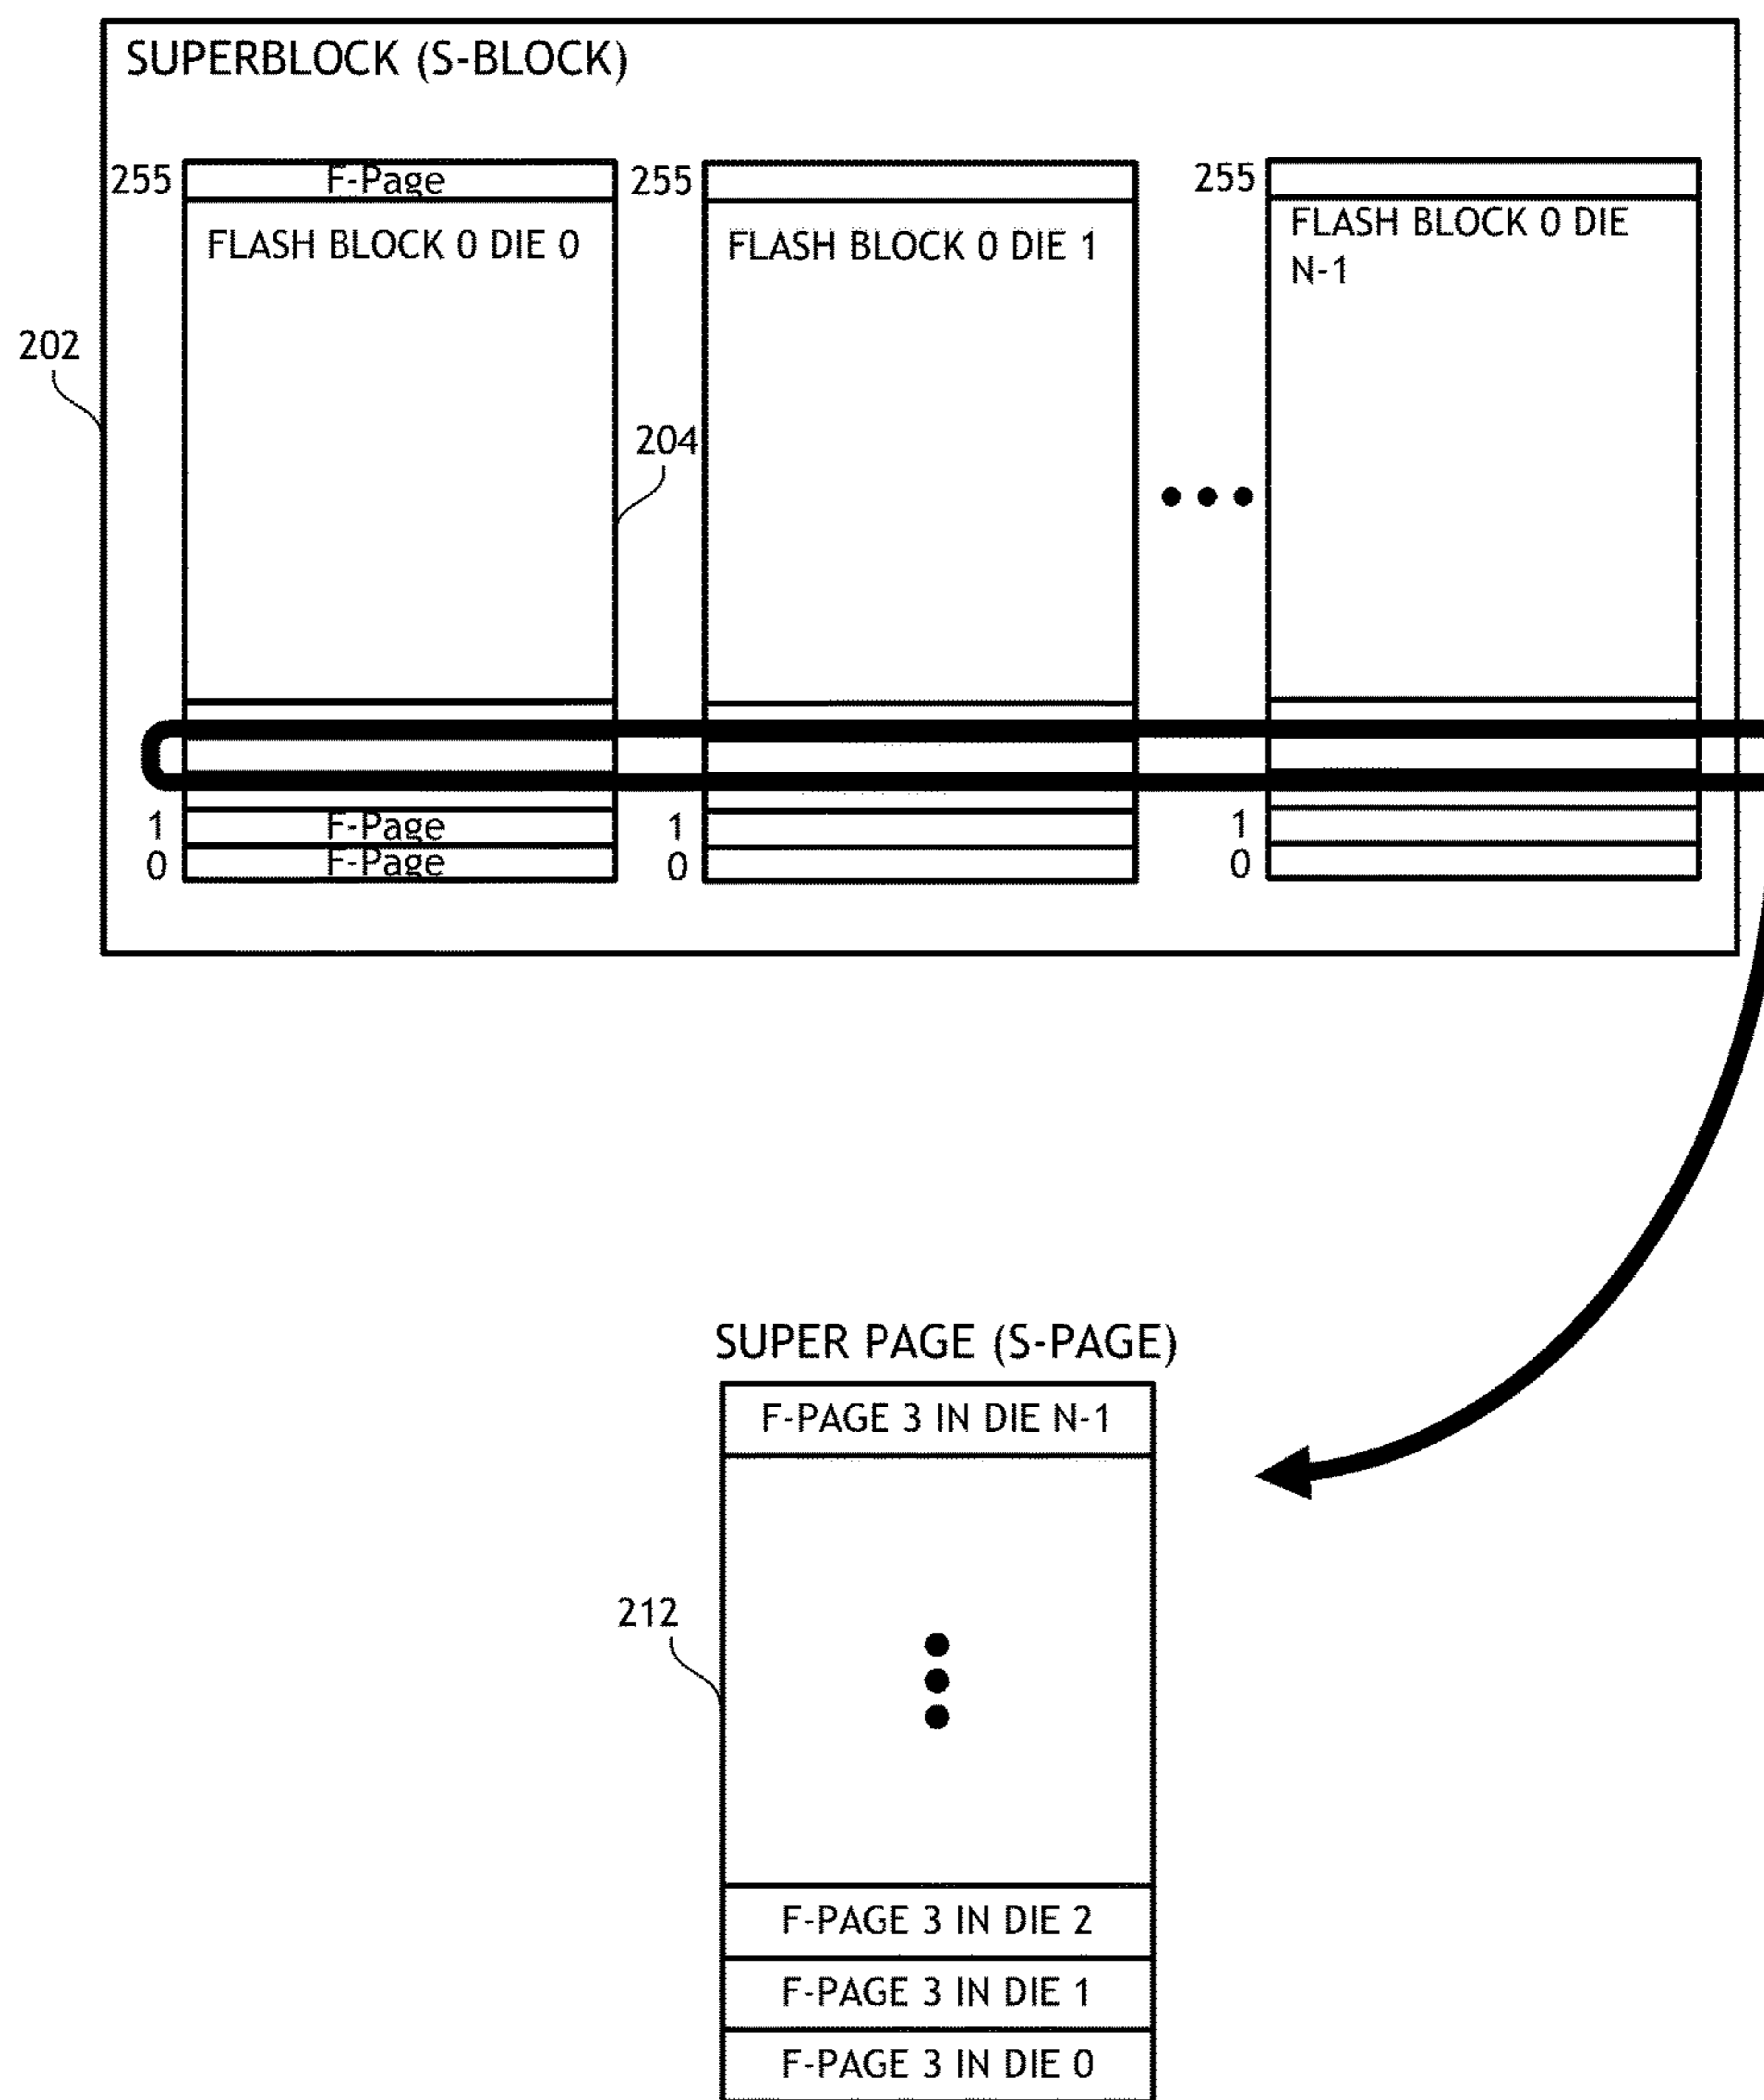 SUPERBLOCK (S-BLOCK)
255 F-Page 255 255
FLASH BLOCK 0 DIE 0 FLASH BLOCK 0 DIE 1 FLASH BLOCK 0 DIE
N-1
202
204
1 F-Page 1 1
0 F-Page 0 0
SUPER PAGE (S-PAGE)
F-PAGE 3 IN DIE N-1
212
F-PAGE 3 IN DIE 2
F-PAGE 3 IN DIE 1
F-PAGE 3 IN DIE 0